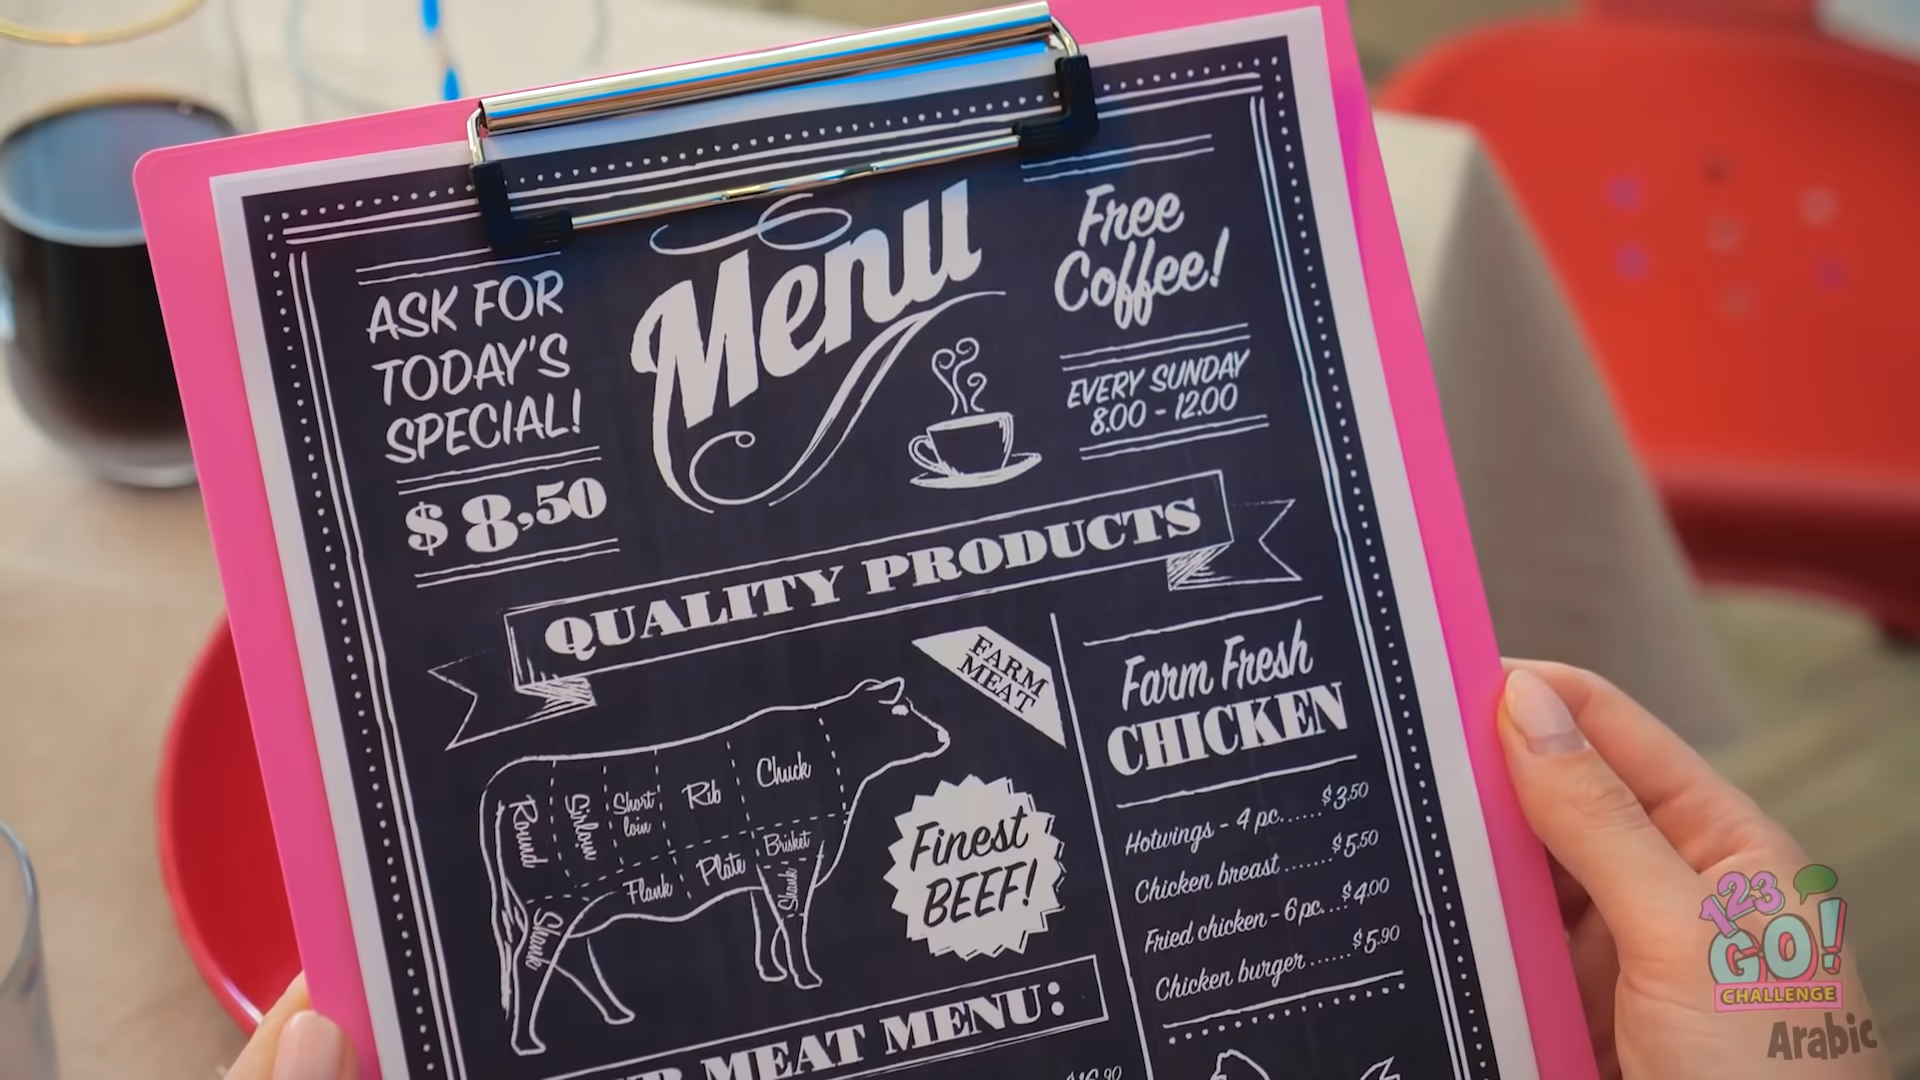 Menu
ASK FOR
TODAY'S
SPECIAL!
$8,50
Free
Coffee!
EVERY SUNDAY
8.00 - 12.00
QUALITY PRODUCTS
FARM
MEAT
Round
Sirloin
Short
loin
Rib
Chuck
Flank
Plate
Brisket
Shank
Shank
Finest
BEEF!
Farm Fresh
CHICKEN
Hotwings - 4 pc......$3.50
Chicken breast.......$5.50
Fried chicken - 6 pc...$4.00
Chicken burger......$5.90
MEAT MENU:
123
GO!
CHALLENGE
Arabic